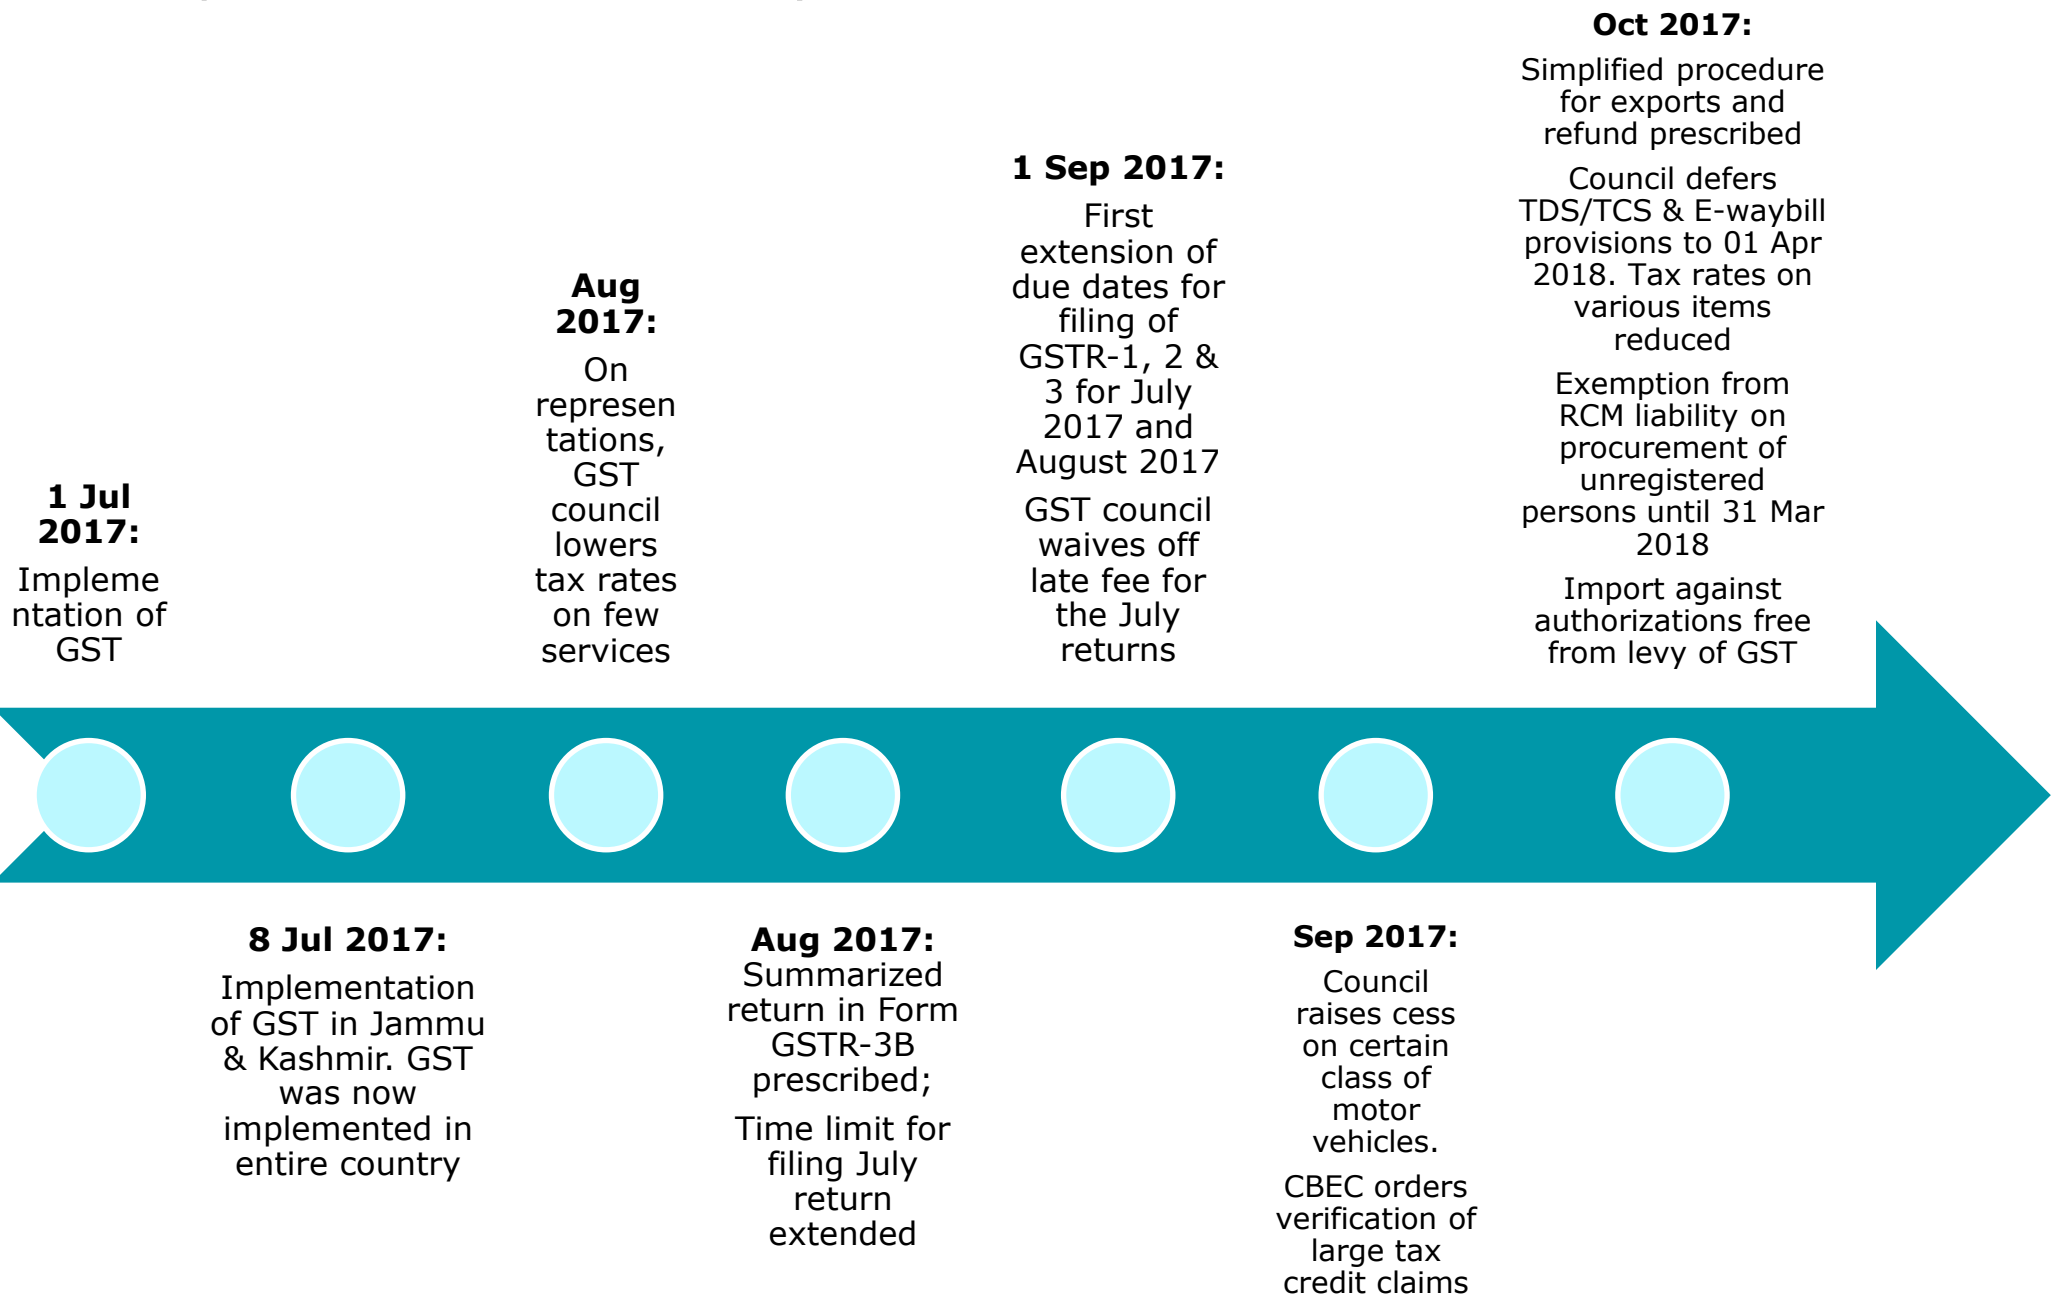 1 Jul
2017:
Impleme
ntation of
GST
8 Jul 2017:
Implementation
of GST in Jammu
& Kashmir. GST
was now
implemented in
entire country
Aug
2017:
On
represen
tations,
GST
council
lowers
tax rates
on few
services
Aug 2017:
Summarized
return in Form
GSTR-3B
prescribed;
Time limit for
filing July
return
extended
1 Sep 2017:
First
extension of
due dates for
filing of
GSTR-1, 2 &
3 for July
2017 and
August 2017
GST council
waives off
late fee for
the July
returns
Sep 2017:
Council
raises cess
on certain
class of
motor
vehicles.
CBEC orders
verification of
large tax
credit claims
Oct 2017:
Simplified procedure
for exports and
refund prescribed
Council defers
TDS/TCS & E-waybill
provisions to 01 Apr
2018. Tax rates on
various items
reduced
Exemption from
RCM liability on
procurement of
unregistered
persons until 31 Mar
2018
Import against
authorizations free
from levy of GST